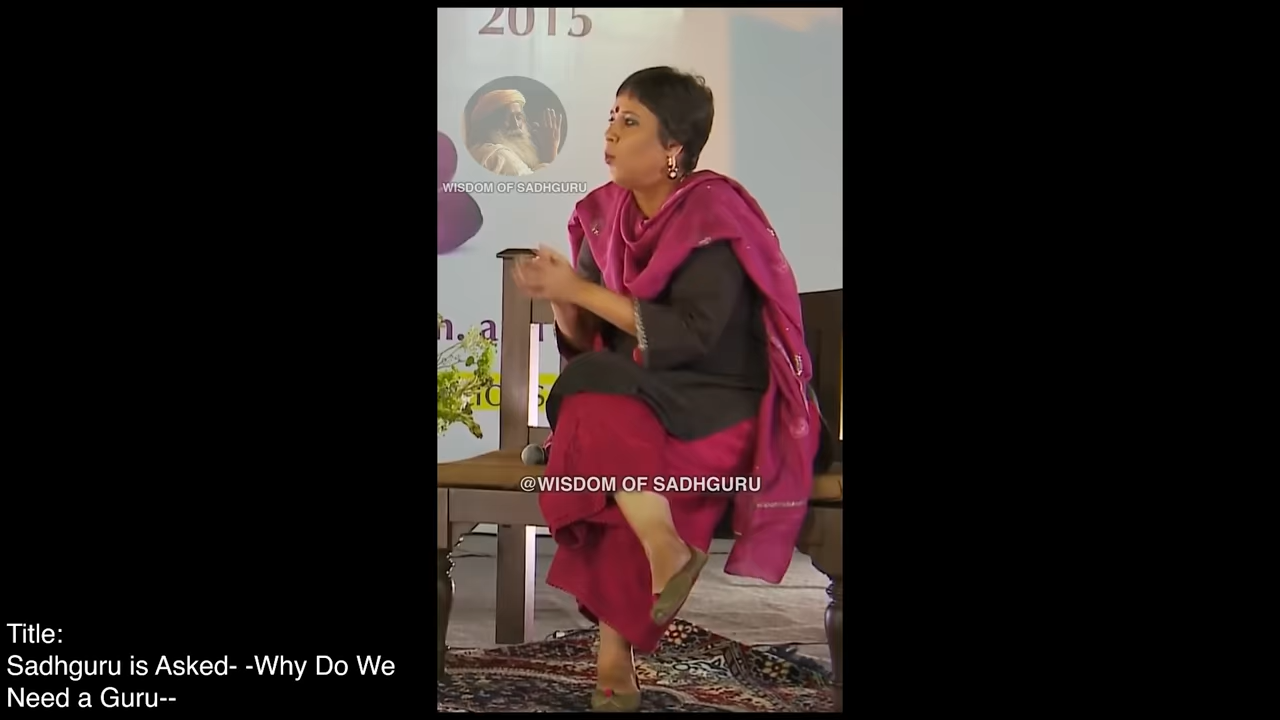 2015
WISDOM OF SADHGURU
@WISDOM OF SADHGURU
Title:
Sadhguru is Asked- -Why Do We
Need a Guru--